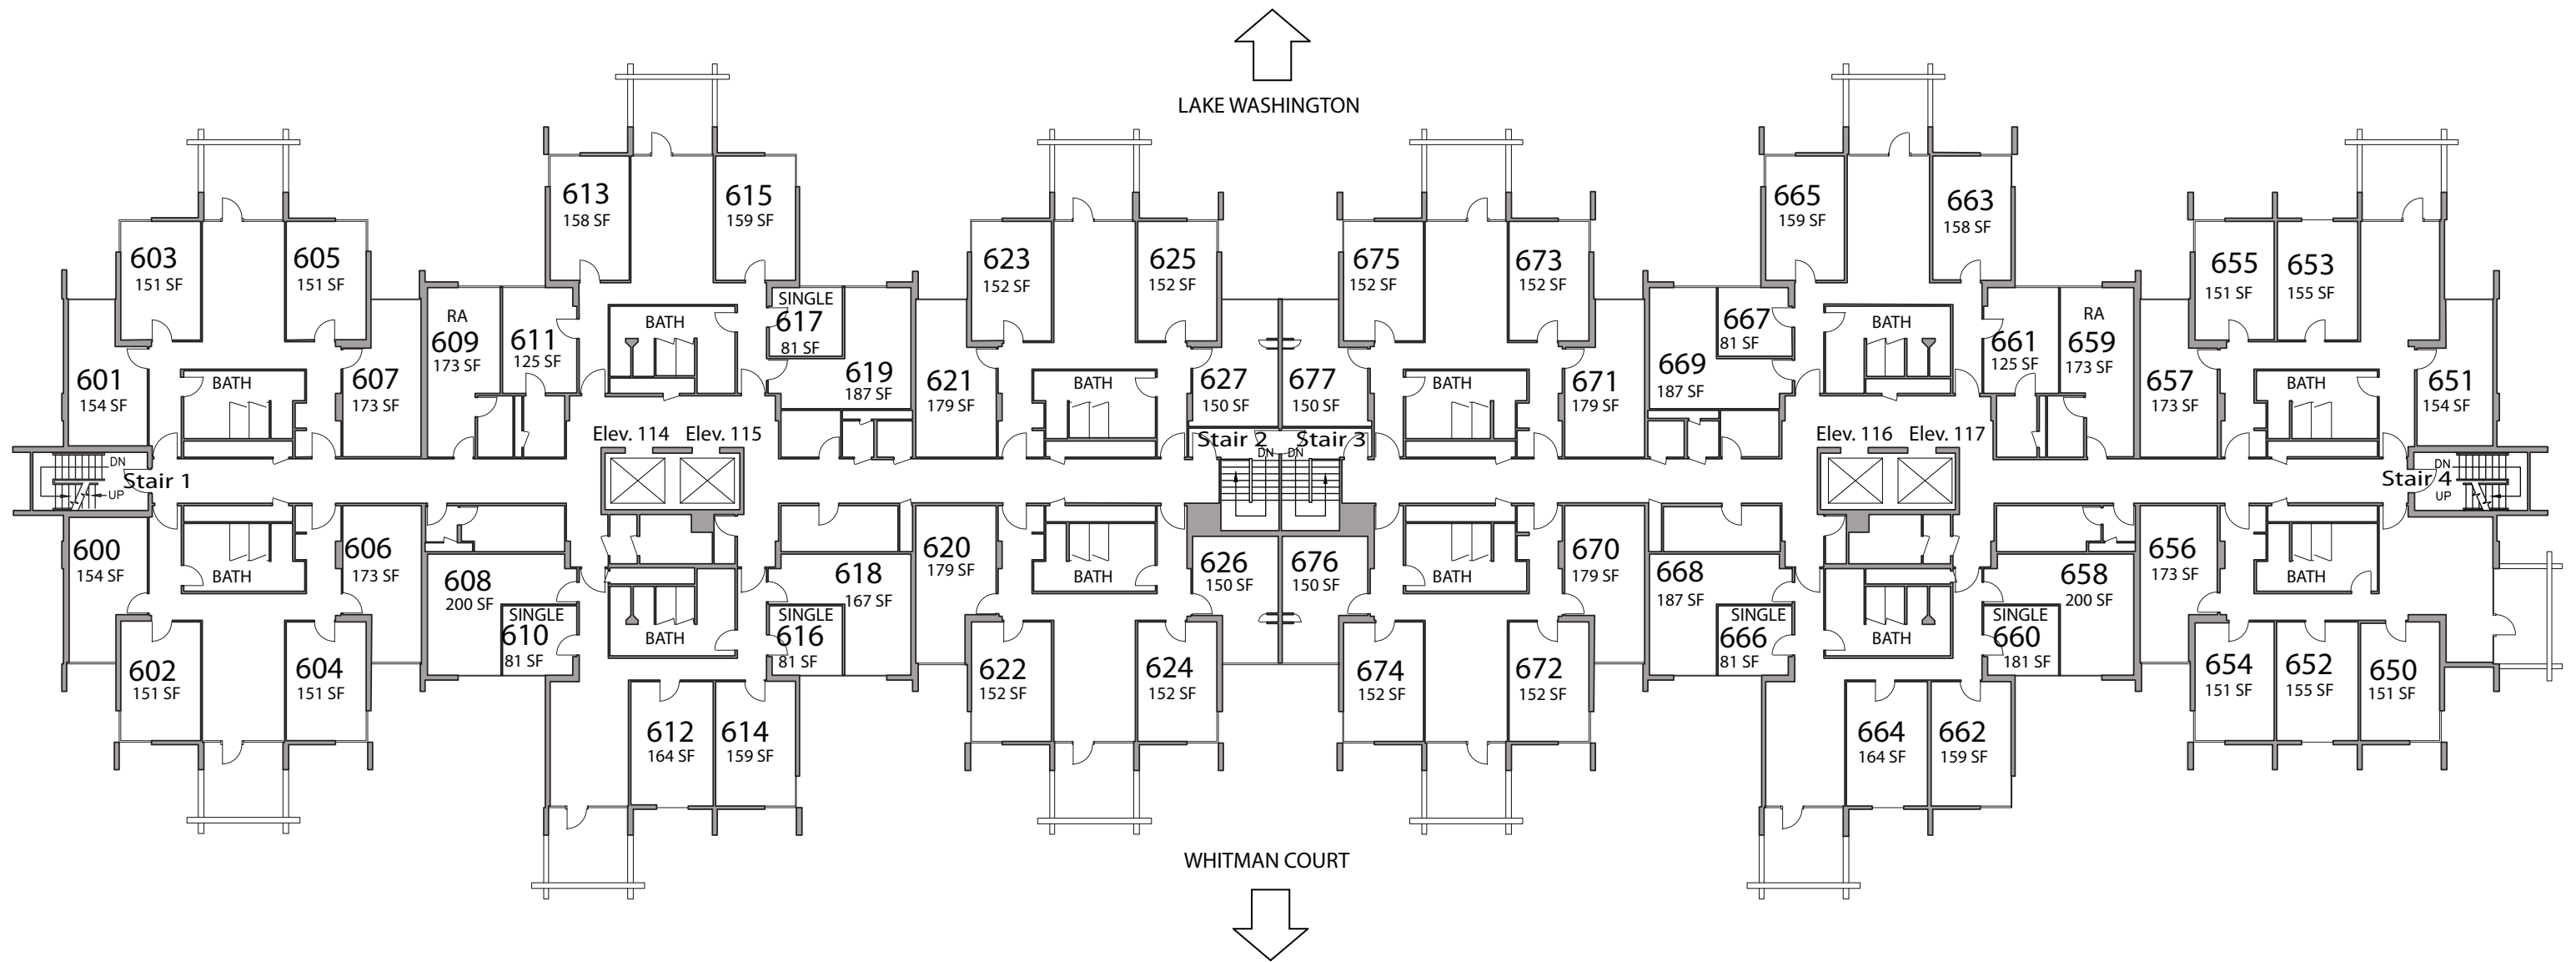 LAKE WASHINGTON
613
158 SF
615
159 SF
665
159 SF
663
158 SF
603
151 SF
605
151 SF
623
152 SF
625
152 SF
675
152 SF
673
152 SF
655
151 SF
653
155 SF
601
154 SF
BATH
607
173 SF
RA
609
173 SF
611
125 SF
BATH
SINGLE
617
81 SF
619
187 SF
621
179 SF
BATH
627
150 SF
677
150 SF
BATH
671
179 SF
669
187 SF
667
81 SF
BATH
661
125 SF
RA
659
173 SF
657
173 SF
BATH
651
154 SF
Elev. 114
Elev. 115
Stair 2
Stair 3
DN
DN
Elev. 116
Elev. 117
DN
Stair 1
UP
DN
Stair 4
UP
600
154 SF
BATH
606
173 SF
608
200 SF
SINGLE
610
81 SF
BATH
SINGLE
616
81 SF
618
167 SF
620
179 SF
BATH
626
150 SF
676
150 SF
BATH
670
179 SF
668
187 SF
SINGLE
666
81 SF
BATH
SINGLE
660
181 SF
658
200 SF
656
173 SF
BATH
602
151 SF
604
151 SF
622
152 SF
624
152 SF
674
152 SF
672
152 SF
654
151 SF
652
155 SF
650
151 SF
612
164 SF
614
159 SF
664
164 SF
662
159 SF
WHITMAN COURT